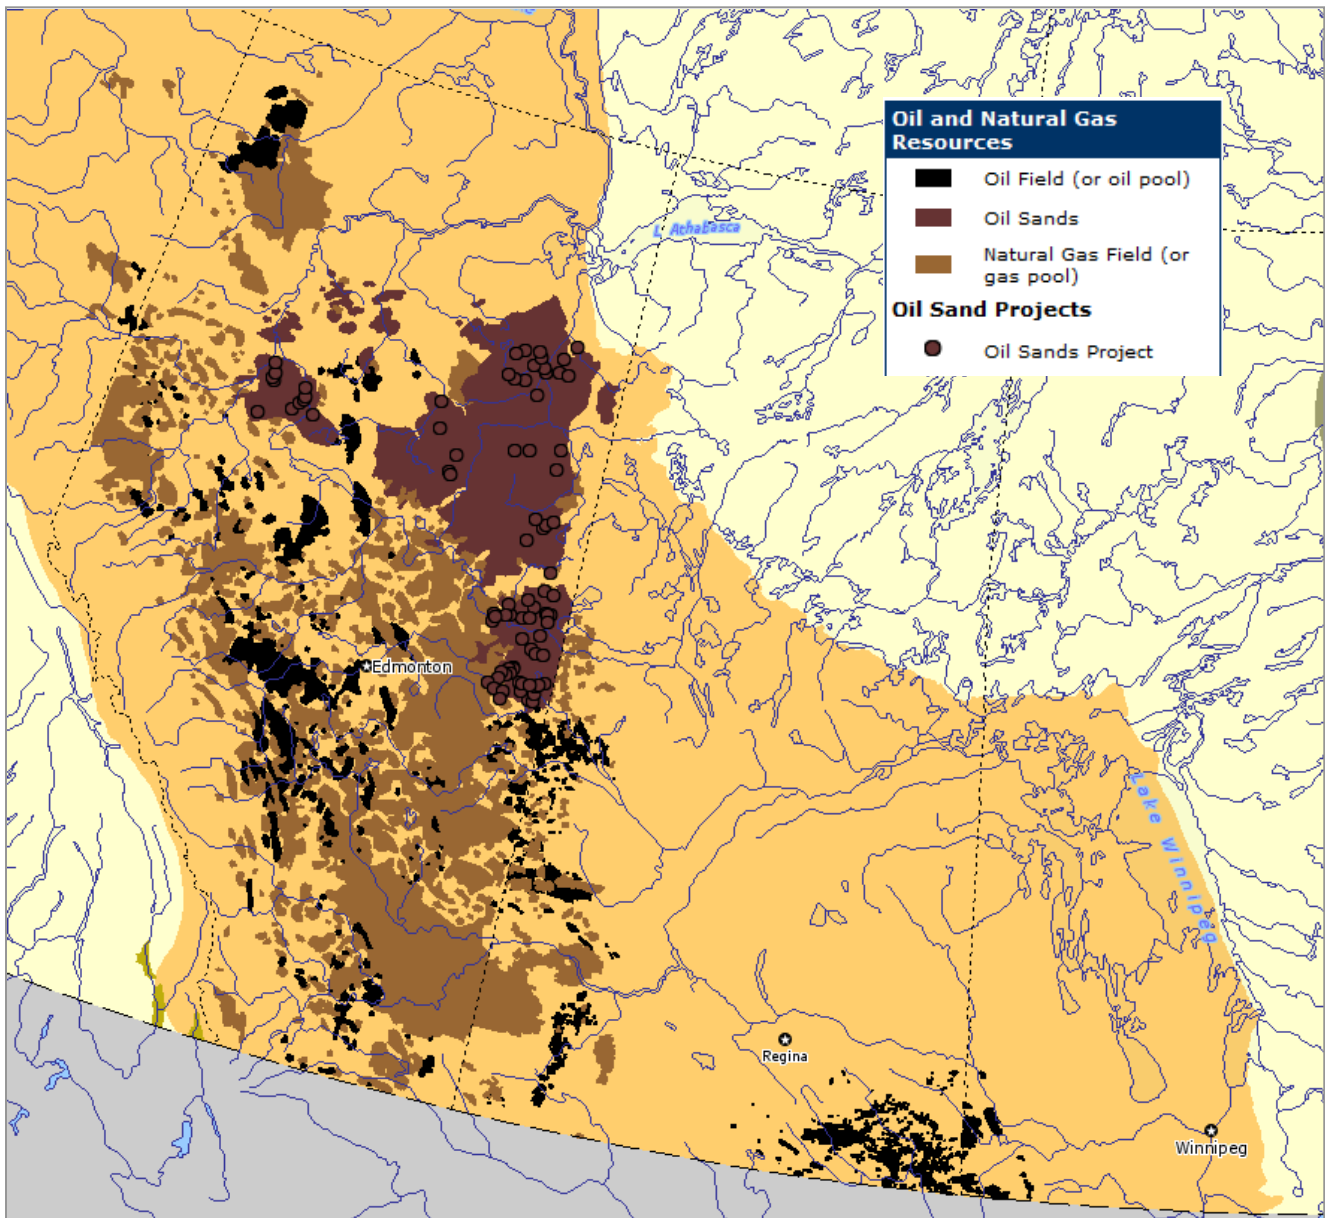 Oil and Natural Gas
Resources
Oil Field (or oil pool)
Oil Sands
Natural Gas Field (or
gas pool)
Oil Sand Projects
Oil Sands Project
L. Athabasca
Edmonton
Lake Winnipeg
Regina
Winnipeg